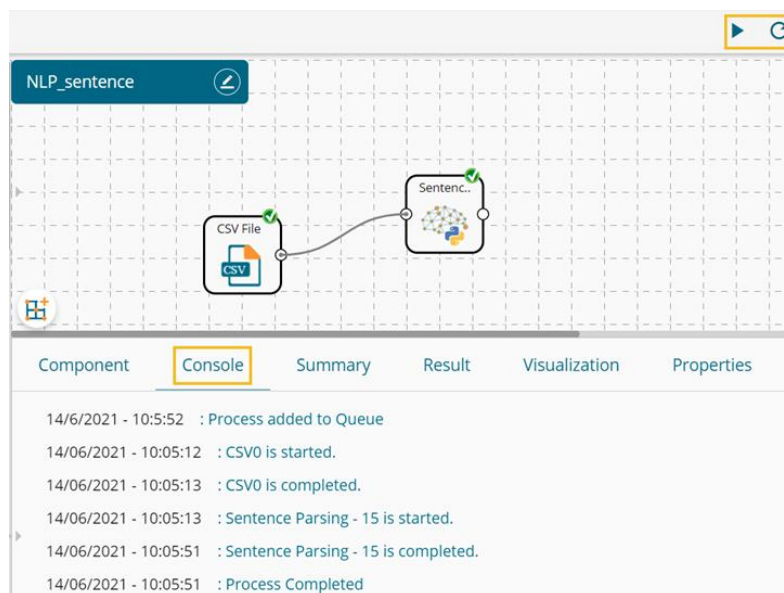 NLP_sentence
Sentenc..
CSV File
CSV
Component Console Summary Result Visualization Properties
14/6/2021 - 10:5:52 : Process added to Queue
14/06/2021 - 10:05:12 : CSV0 is started.
14/06/2021 - 10:05:13 : CSV0 is completed.
14/06/2021 - 10:05:13 : Sentence Parsing - 15 is started.
14/06/2021 - 10:05:51 : Sentence Parsing - 15 is completed.
14/06/2021 - 10:05:51 : Process Completed